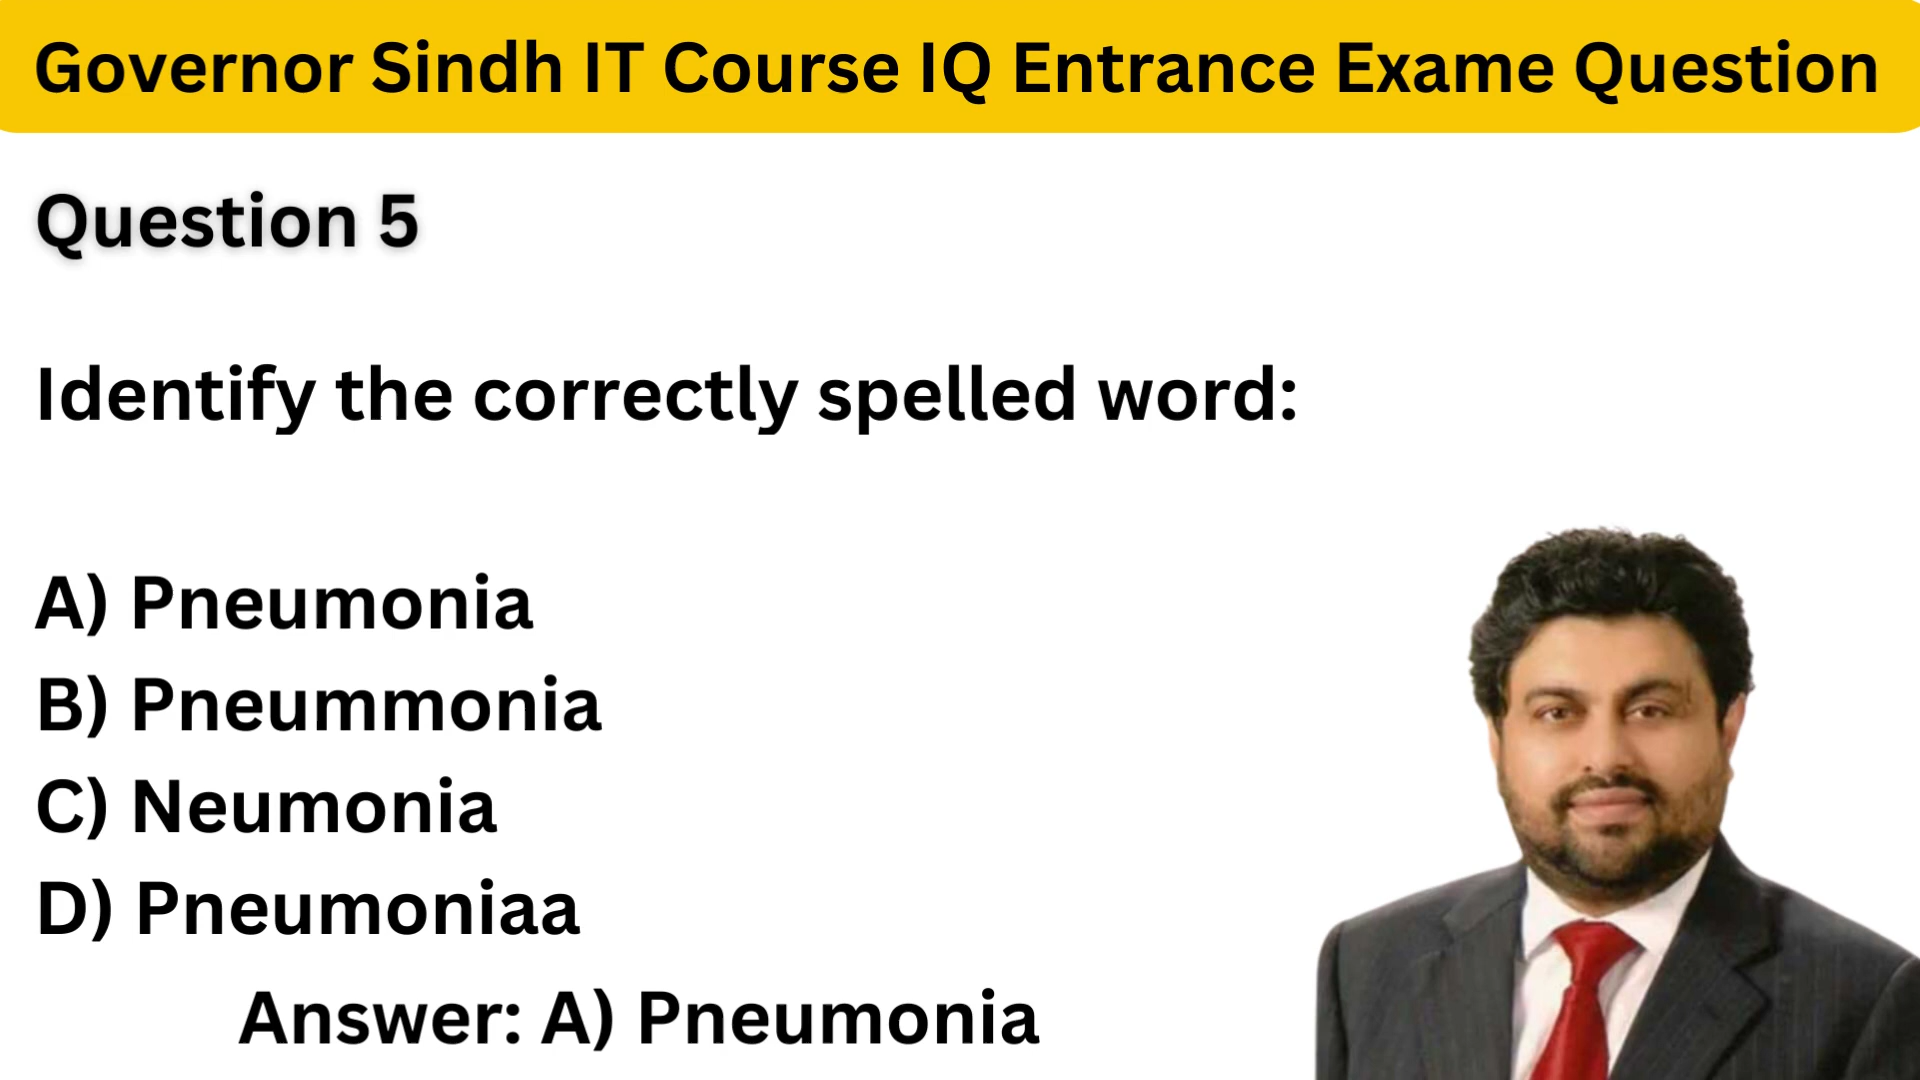 Governor Sindh IT Course IQ Entrance Exame Question
Question 5
Identify the correctly spelled word:
A) Pneumonia
B) Pneummonia
C) Neumonia
D) Pneumoniaa
Answer: A) Pneumonia